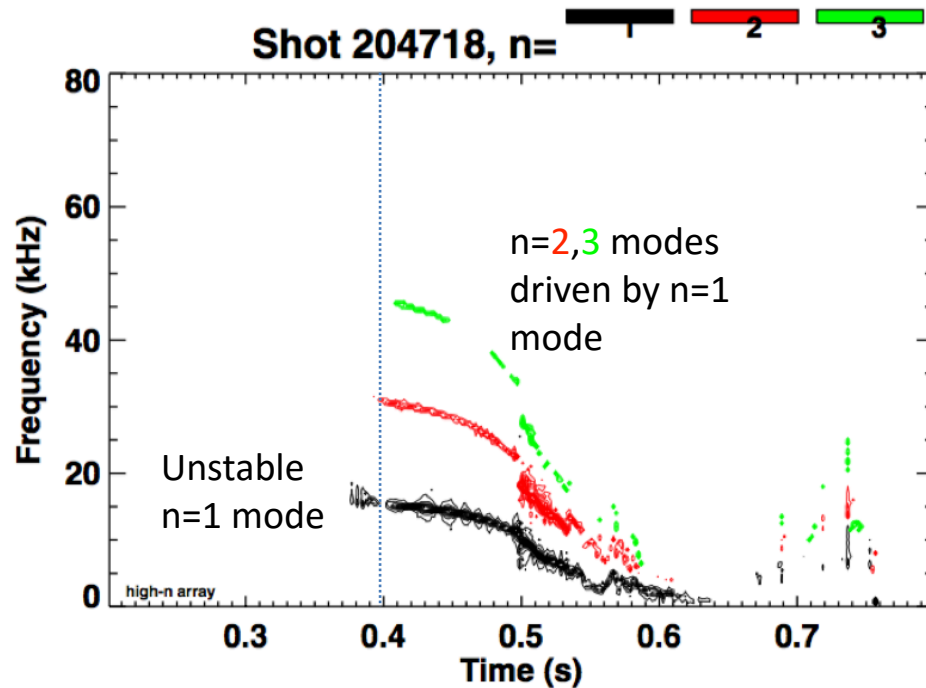 1 2 3
Shot 204718, n=
80
60
40
20
0
Frequency (kHz)
n=2,3 modes
driven by n=1
mode
Unstable
n=1 mode
high-n array
0.3 0.4 0.5 0.6 0.7
Time (s)